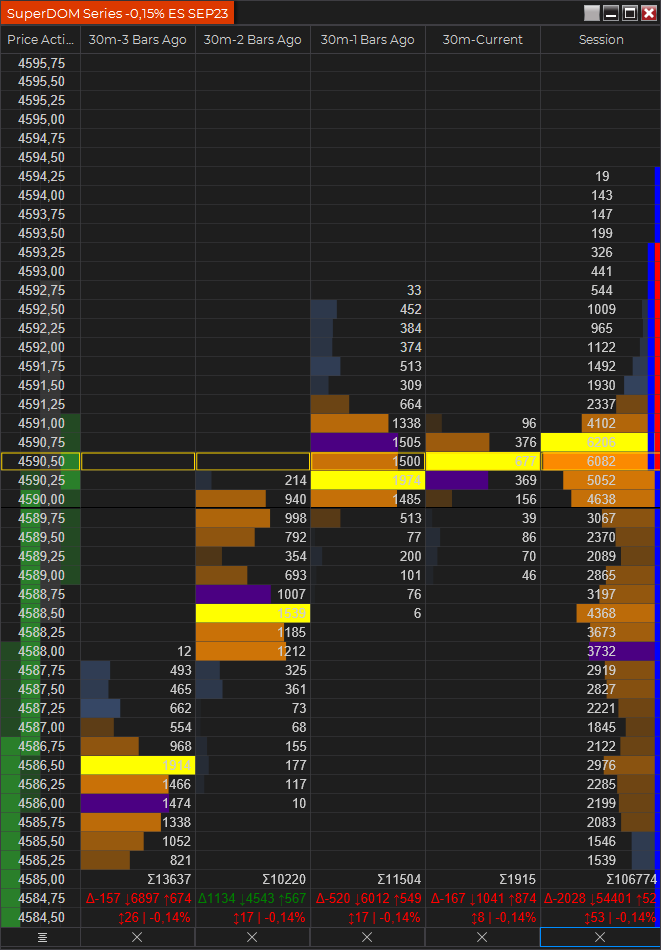 SuperDOM Series -0,15% ES SEP23
Price Acti... 30m-3 Bars Ago 30m-2 Bars Ago 30m-1 Bars Ago 30m-Current Session
4595,75
4595,50
4595,25
4595,00
4594,75
4594,50
4594,25 19
4594,00 143
4593,75 147
4593,50 199
4593,25 326
4593,00 441
4592,75 33 544
4592,50 452 1009
4592,25 384 965
4592,00 374 1122
4591,75 513 1492
4591,50 309 1930
4591,25 664 2337
4591,00 1338 96 4102
4590,75 1505 376 6206
4590,50 1500 677 6082
4590,25 214 1974 369 5052
4590,00 940 1485 156 4638
4589,75 998 513 39 3067
4589,50 792 77 86 2370
4589,25 354 200 70 2089
4589,00 693 101 46 2865
4588,75 1007 76 3197
4588,50 1539 6 4368
4588,25 1185 3673
4588,00 12 1212 3732
4587,75 493 325 2919
4587,50 465 361 2827
4587,25 662 73 2221
4587,00 554 68 1845
4586,75 968 155 2122
4586,50 1914 177 2976
4586,25 1466 117 2285
4586,00 1474 10 2199
4585,75 1338 2083
4585,50 1052 1546
4585,25 821 1539
4585,00 Σ13637 Σ10220 Σ11504 Σ1915 Σ106774
4584,75 Δ-157 ↓6897 ↑674 Δ1134 ↓4543 ↑567 Δ-520 ↓6012 ↑549 Δ-167 ↓1041 ↑874 Δ-2028 ↓54401 ↑52
4584,50 ↕26 | -0,14% ↕17 | -0,14% ↕17 | -0,14% ↕8 | -0,14% ↕53 | -0,14%